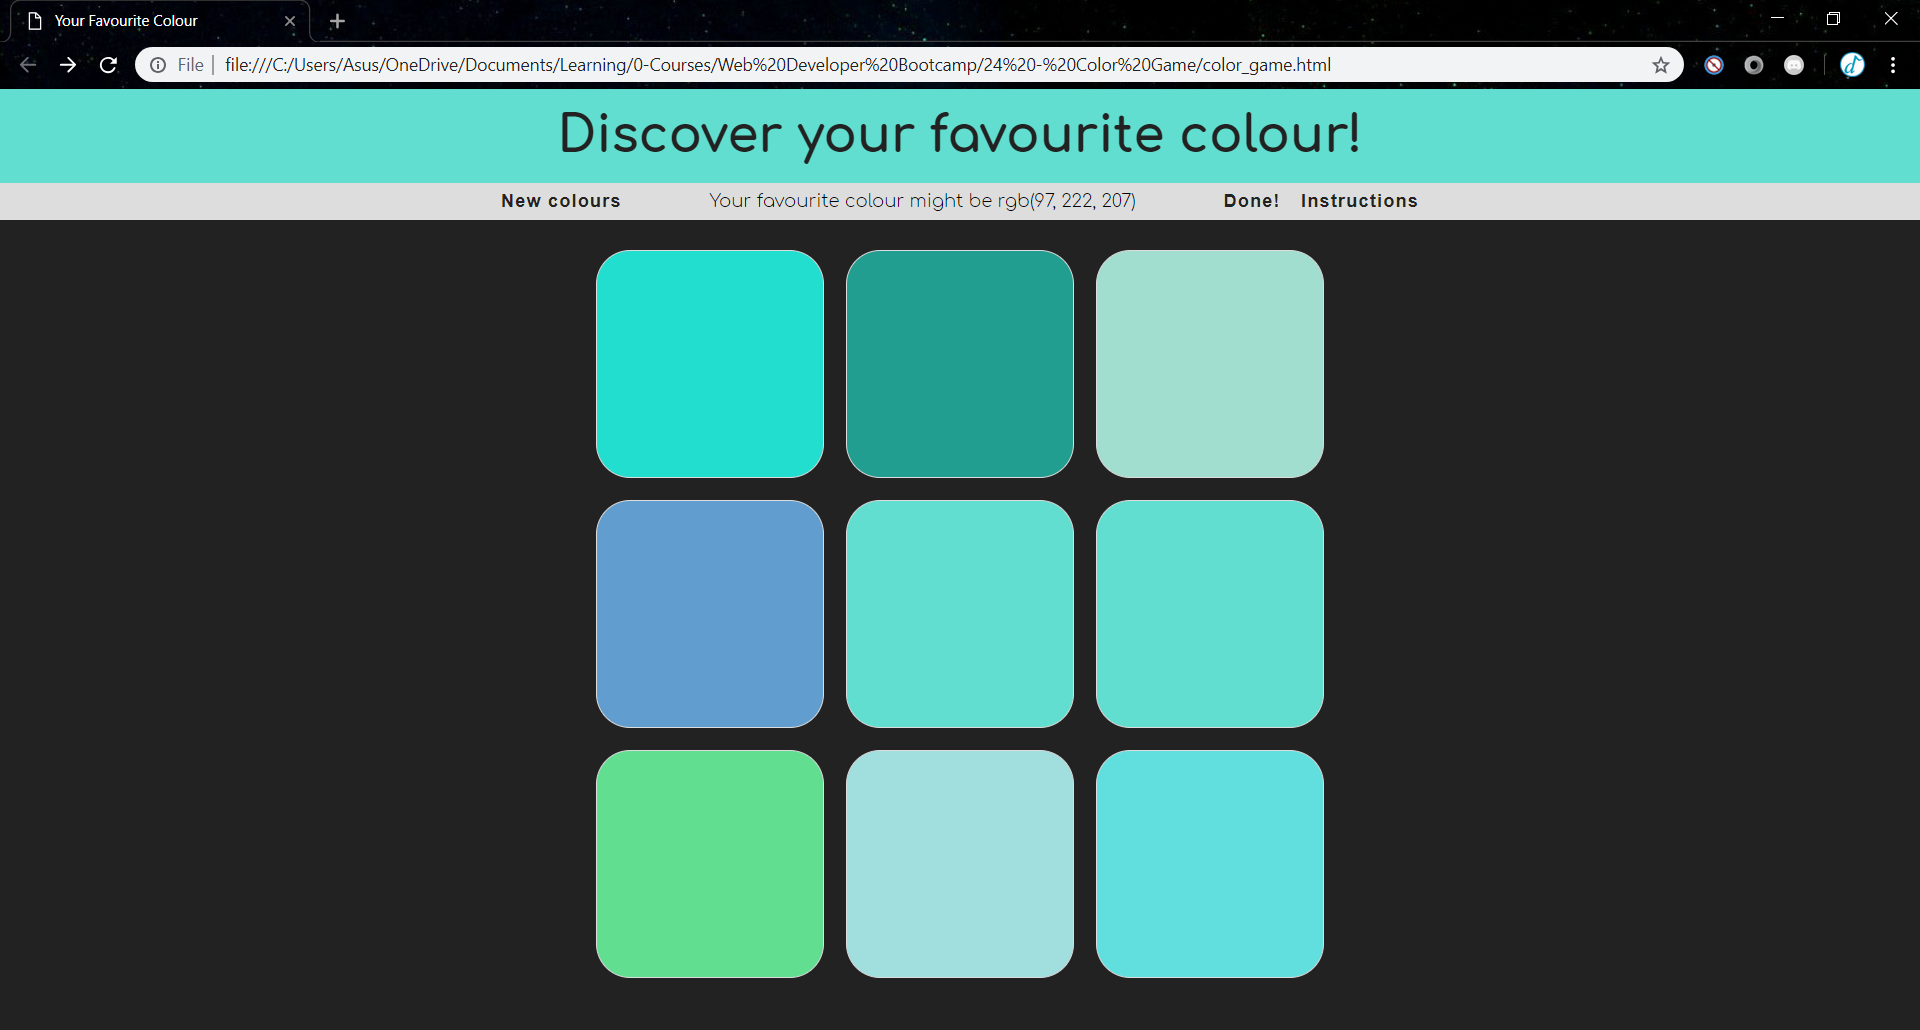 Your Favourite Colour
File
file:///C:/Users/Asus/OneDrive/Documents/Learning/0-Courses/Web%20Developer%20Bootcamp/24%20-%20Color%20Game/color_game.html
Discover your favourite colour!
New colours Your favourite colour might be rgb(97, 222, 207) Done! Instructions